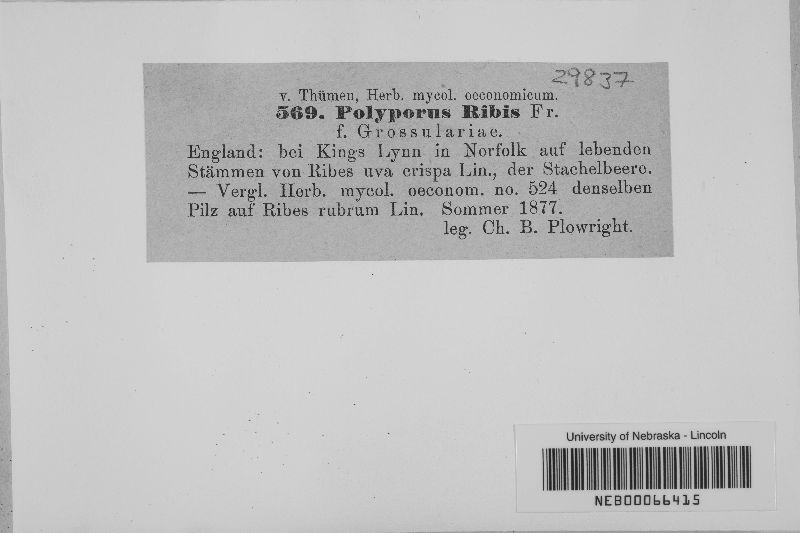 29837
v. Thümen, Herb. mycol. oeconomicum.
569. Polyporus Ribis Fr.
f. Grossulariae.
England: bei Kings Lynn in Norfolk auf lebenden
Stämmen von Ribes uva crispa Lin., der Stachelbeere.
— Vergl. Herb. mycol. oeconom. no. 524 denselben
Pilz auf Ribes rubrum Lin. Sommer 1877.
leg. Ch. B. Plowright.
University of Nebraska - Lincoln
NEB00066415